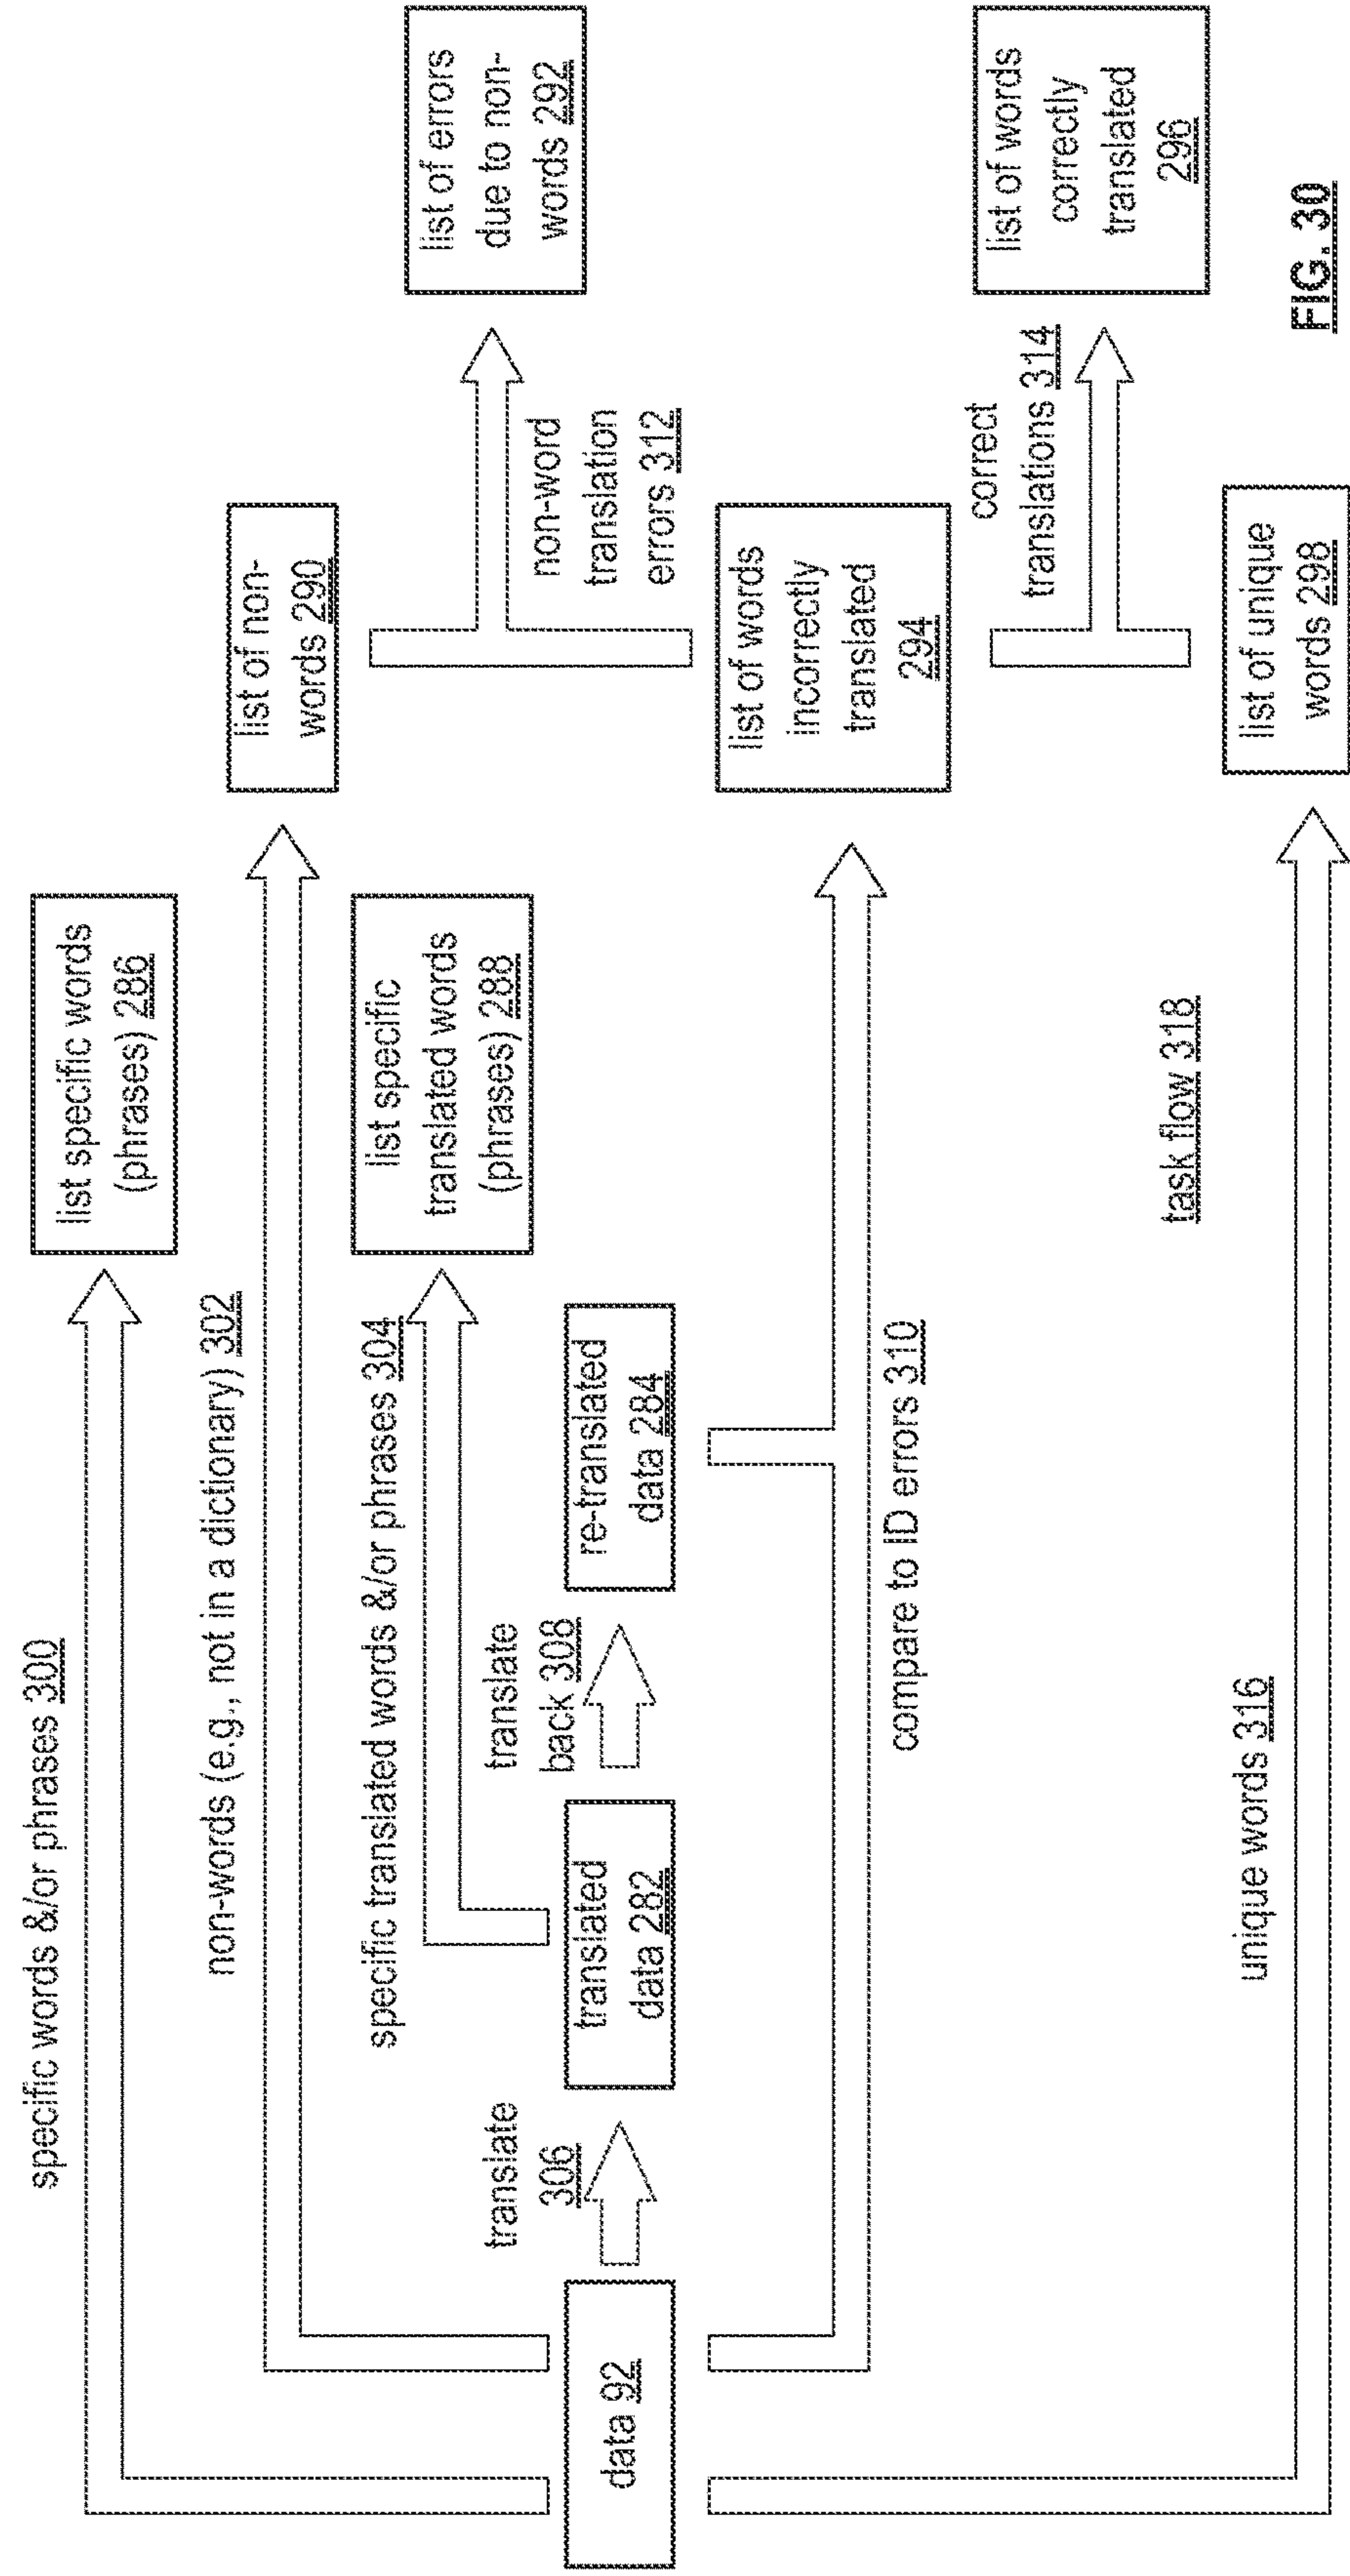 specific words &/or phrases 300
list specific words
(phrases) 286
non-words (e.g., not in a dictionary) 302
list of non-
words 290
specific translated words &/or phrases 304
list specific
translated words
(phrases) 288
list of errors
due to non-
words 292
translate
306
translate
back 308
non-word
translation
errors 312
data 92
translated
data 282
re-translated
data 284
list of words
incorrectly
translated
294
compare to ID errors 310
correct
translations 314
list of words
correctly
translated
296
task flow 318
unique words 316
list of unique
words 298
FIG. 30